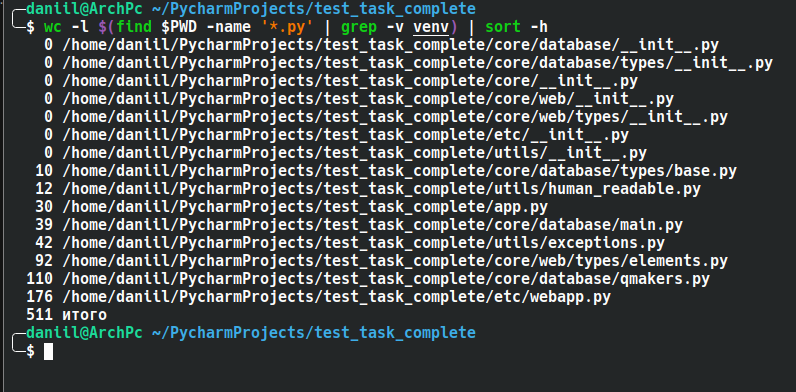 daniil@ArchPc ~/PycharmProjects/test_task_complete
$ wc -l $(find $PWD -name '*.py' | grep -v venv) | sort -h
0 /home/daniil/PycharmProjects/test_task_complete/core/database/__init__.py
0 /home/daniil/PycharmProjects/test_task_complete/core/database/types/__init__.py
0 /home/daniil/PycharmProjects/test_task_complete/core/__init__.py
0 /home/daniil/PycharmProjects/test_task_complete/core/web/__init__.py
0 /home/daniil/PycharmProjects/test_task_complete/core/web/types/__init__.py
0 /home/daniil/PycharmProjects/test_task_complete/etc/__init__.py
0 /home/daniil/PycharmProjects/test_task_complete/utils/__init__.py
10 /home/daniil/PycharmProjects/test_task_complete/core/database/types/base.py
12 /home/daniil/PycharmProjects/test_task_complete/utils/human_readable.py
30 /home/daniil/PycharmProjects/test_task_complete/app.py
39 /home/daniil/PycharmProjects/test_task_complete/core/database/main.py
42 /home/daniil/PycharmProjects/test_task_complete/utils/exceptions.py
92 /home/daniil/PycharmProjects/test_task_complete/core/web/types/elements.py
110 /home/daniil/PycharmProjects/test_task_complete/core/database/qmakers.py
176 /home/daniil/PycharmProjects/test_task_complete/etc/webapp.py
511 итого
daniil@ArchPc ~/PycharmProjects/test_task_complete
$